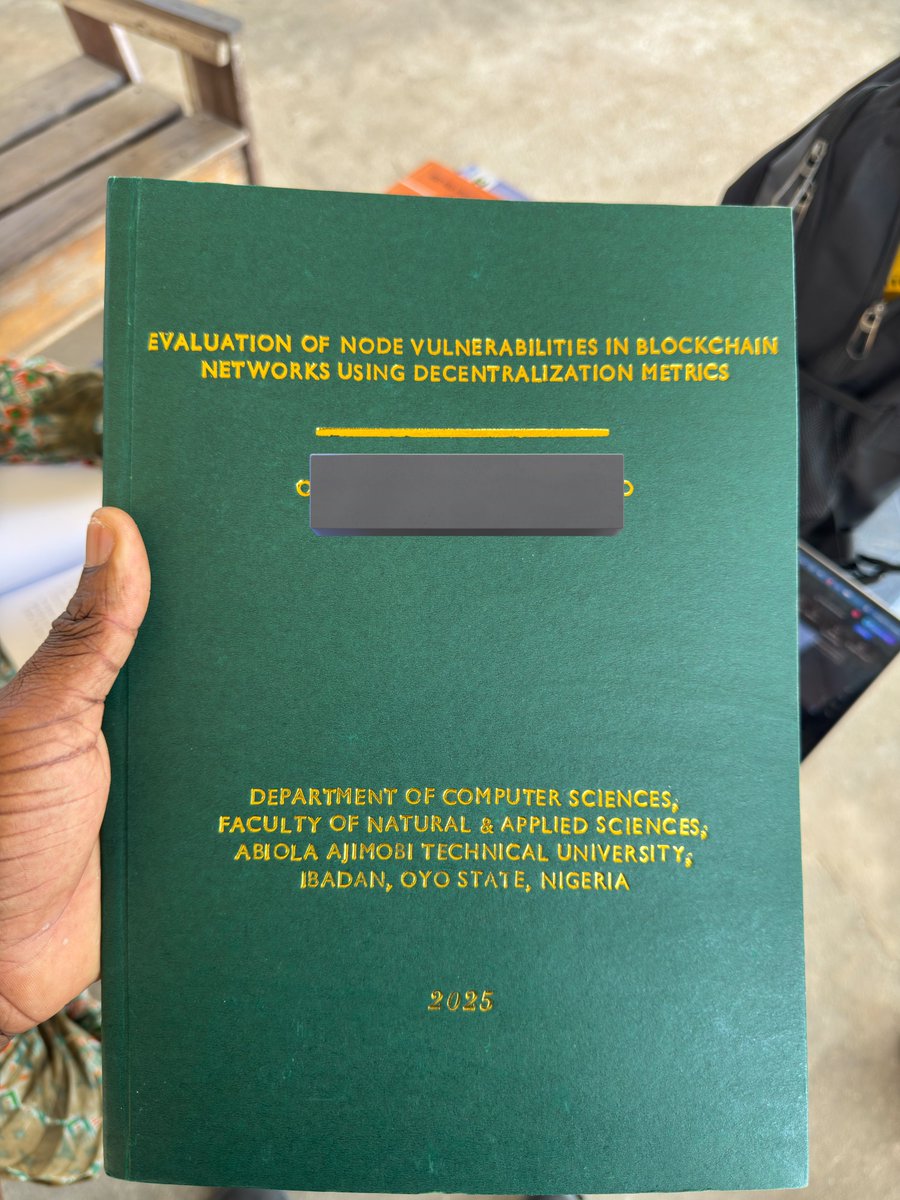 EVALUATION OF NODE VULNERABILITIES IN BLOCKCHAIN
NETWORKS USING DECENTRALIZATION METRICS
DEPARTMENT OF COMPUTER SCIENCES,
FACULTY OF NATURAL & APPLIED SCIENCES,
ABIOLA AJIMOBI TECHNICAL UNIVERSITY,
IBADAN, OYO STATE, NIGERIA
2025